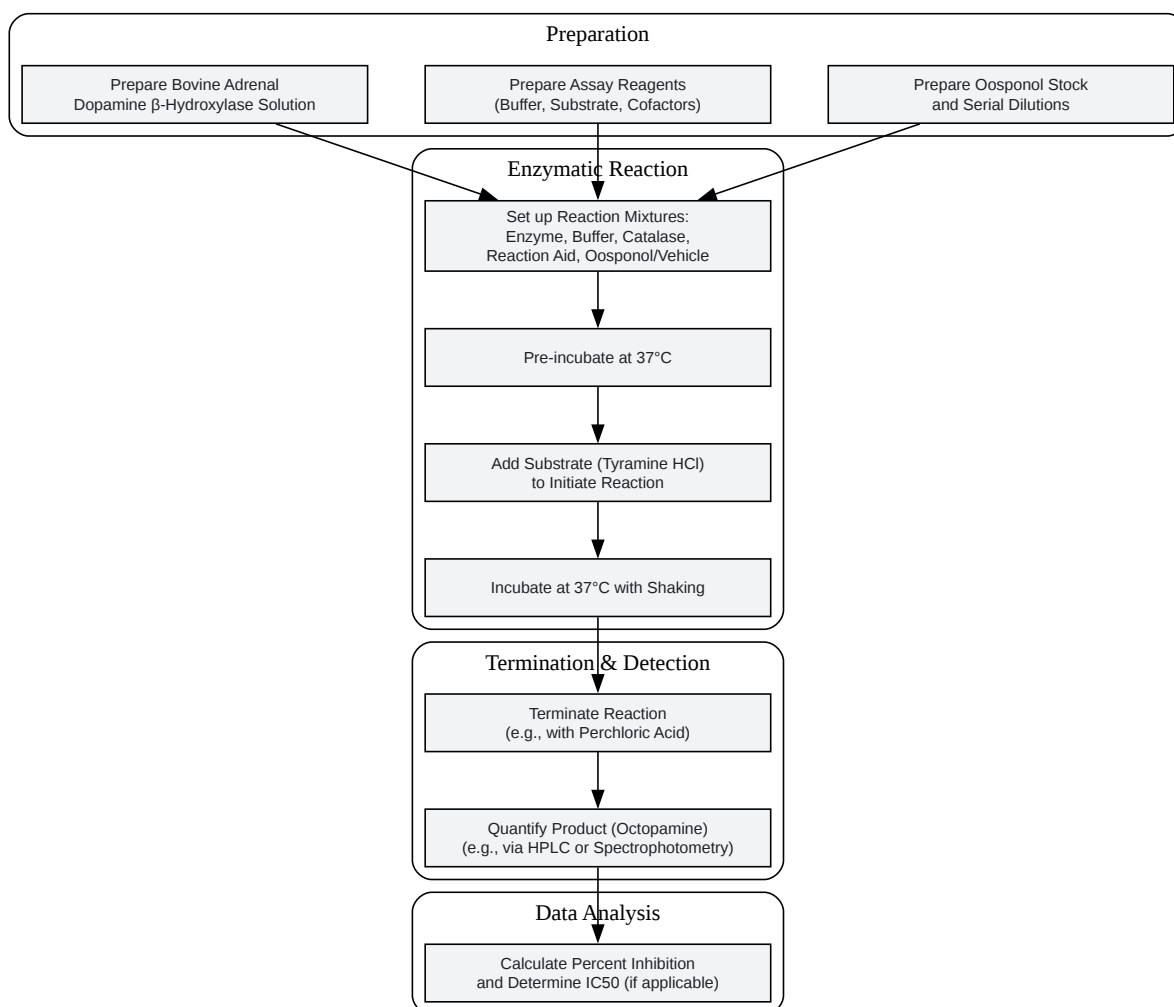 Preparation
Prepare Bovine Adrenal
Dopamine β-Hydroxylase Solution
Prepare Assay Reagents
(Buffer, Substrate, Cofactors)
Prepare Oosponol Stock
and Serial Dilutions
Enzymatic Reaction
Set up Reaction Mixtures:
Enzyme, Buffer, Catalase,
Reaction Aid, Oosponol/Vehicle
Pre-incubate at 37°C
Add Substrate (Tyramine HCl)
to Initiate Reaction
Incubate at 37°C with Shaking
Termination & Detection
Terminate Reaction
(e.g., with Perchloric Acid)
Quantify Product (Octopamine)
(e.g., via HPLC or Spectrophotometry)
Data Analysis
Calculate Percent Inhibition
and Determine IC50 (if applicable)